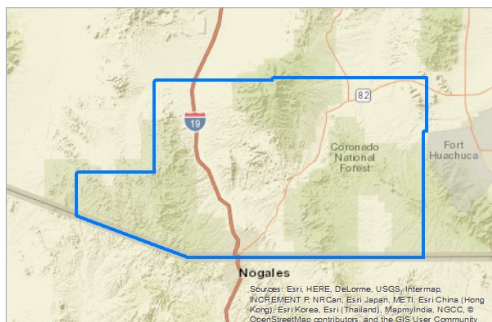 82
19
Coronado
National
Forest
Fort
Huachuca
Nogales
Sources: Esri, HERE, DeLorme, USGS, Intermap,
INCREMENT P, NRCan, Esri Japan, METI, Esri China (Hong
Kong), Esri Korea, Esri (Thailand), MapmyIndia, NGCC, ©
OpenStreetMap contributors, and the GIS User Community